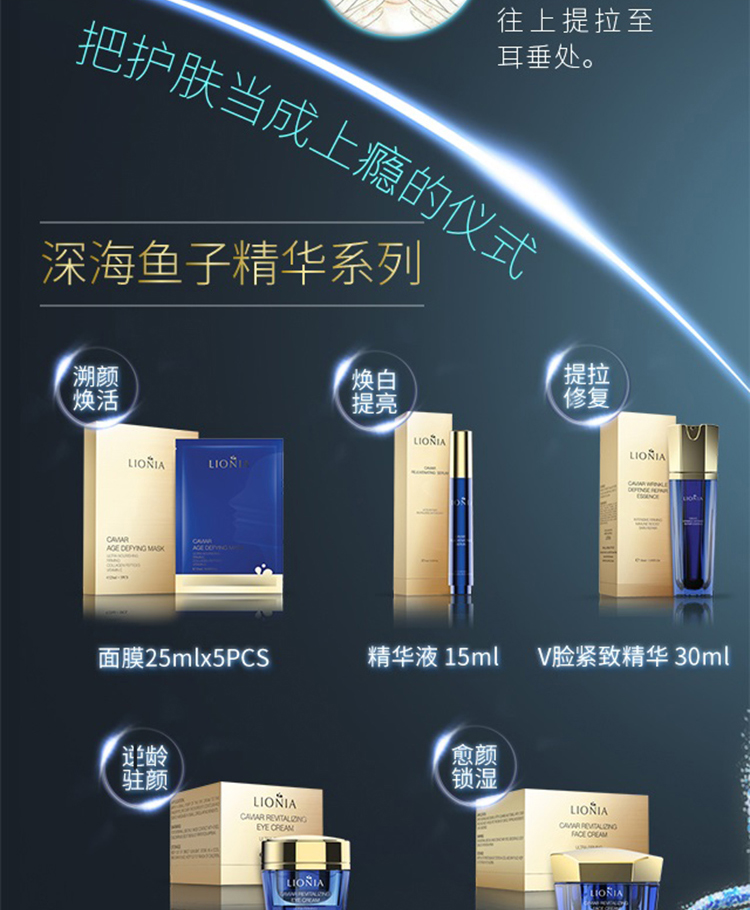 往上提拉至
耳垂处。
把护肤当成上瘾的仪式
深海鱼子精华系列
溯颜
焕活
焕白
提亮
提拉
修复
LIONIA
CAVIAR
AGE DEFYING MASK
LIONIA
CAVIAR
LIONIA
CAVIAR
LIONIA
CAVIAR WRINKLE
DEFENSE REPAIR
ESSENCE
LIONIA
面膜25mlx5PCS
精华液 15ml
V脸紧致精华 30ml
逆龄
驻颜
愈颜
锁湿
LIONIA
CAVIAR REVITALIZING
EYE CREAM
LIONIA
CAVIAR REVITALIZING
EYE CREAM
LIONIA
CAVIAR REVITALIZING
FACE CREAM
LIONIA